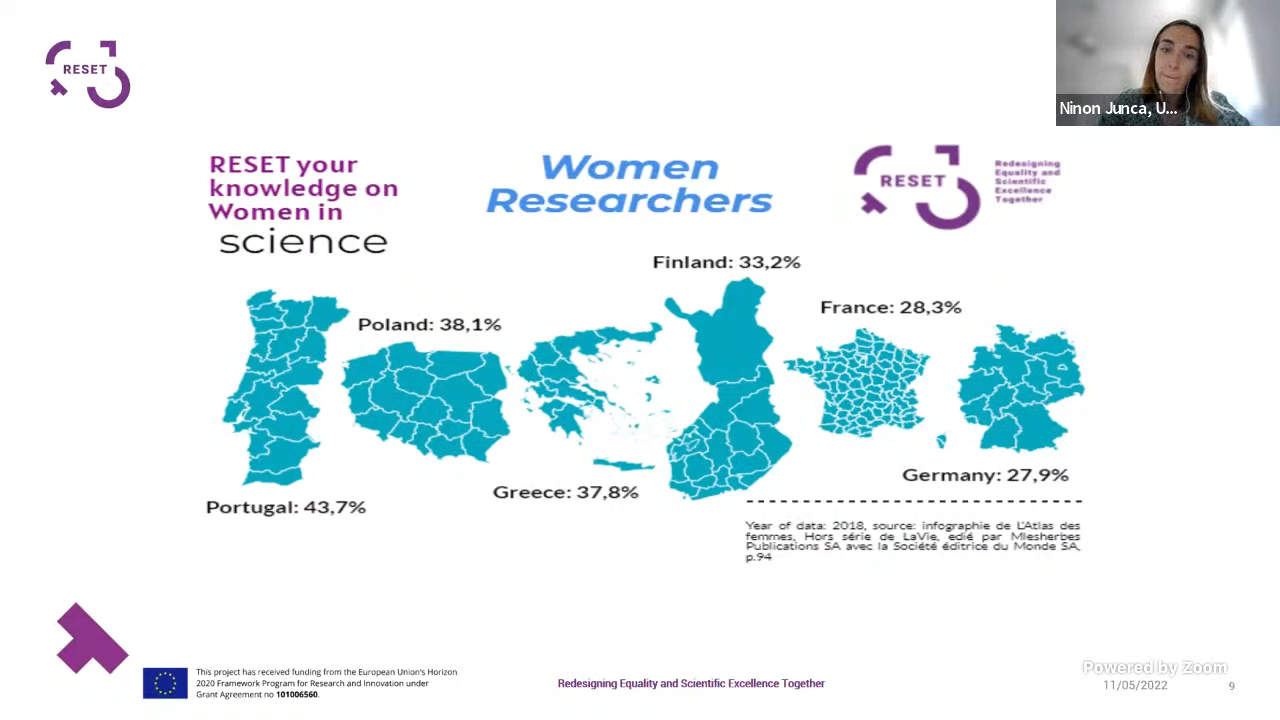 RESET
Ninon Junca, U...
RESET your
knowledge on
Women in
science
Women
Researchers
RESET
Redesigning
Equality and
Scientific
Excellence
Together
Finland: 33,2%
France: 28,3%
Poland: 38,1%
Germany: 27,9%
Greece: 37,8%
Portugal: 43,7%
Year of data: 2018, source: infographie de L'Atlas des
femmes, Hors série de LaVie, edié par Mlesherbes
Publications SA avec la Société éditrice du Monde SA,
p.94
This project has received funding from the European Union's Horizon
2020 Framework Program for Research and Innovation under
Grant Agreement no 101006560.
Redesigning Equality and Scientific Excellence Together
Powered by Zoom
11/05/2022
9